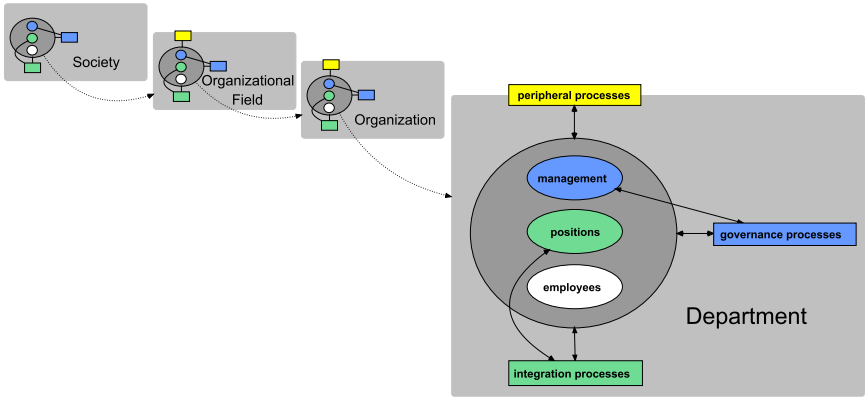 Society
Organizational
Field
Organization
peripheral processes
management
positions
governance processes
employees
Department
integration processes